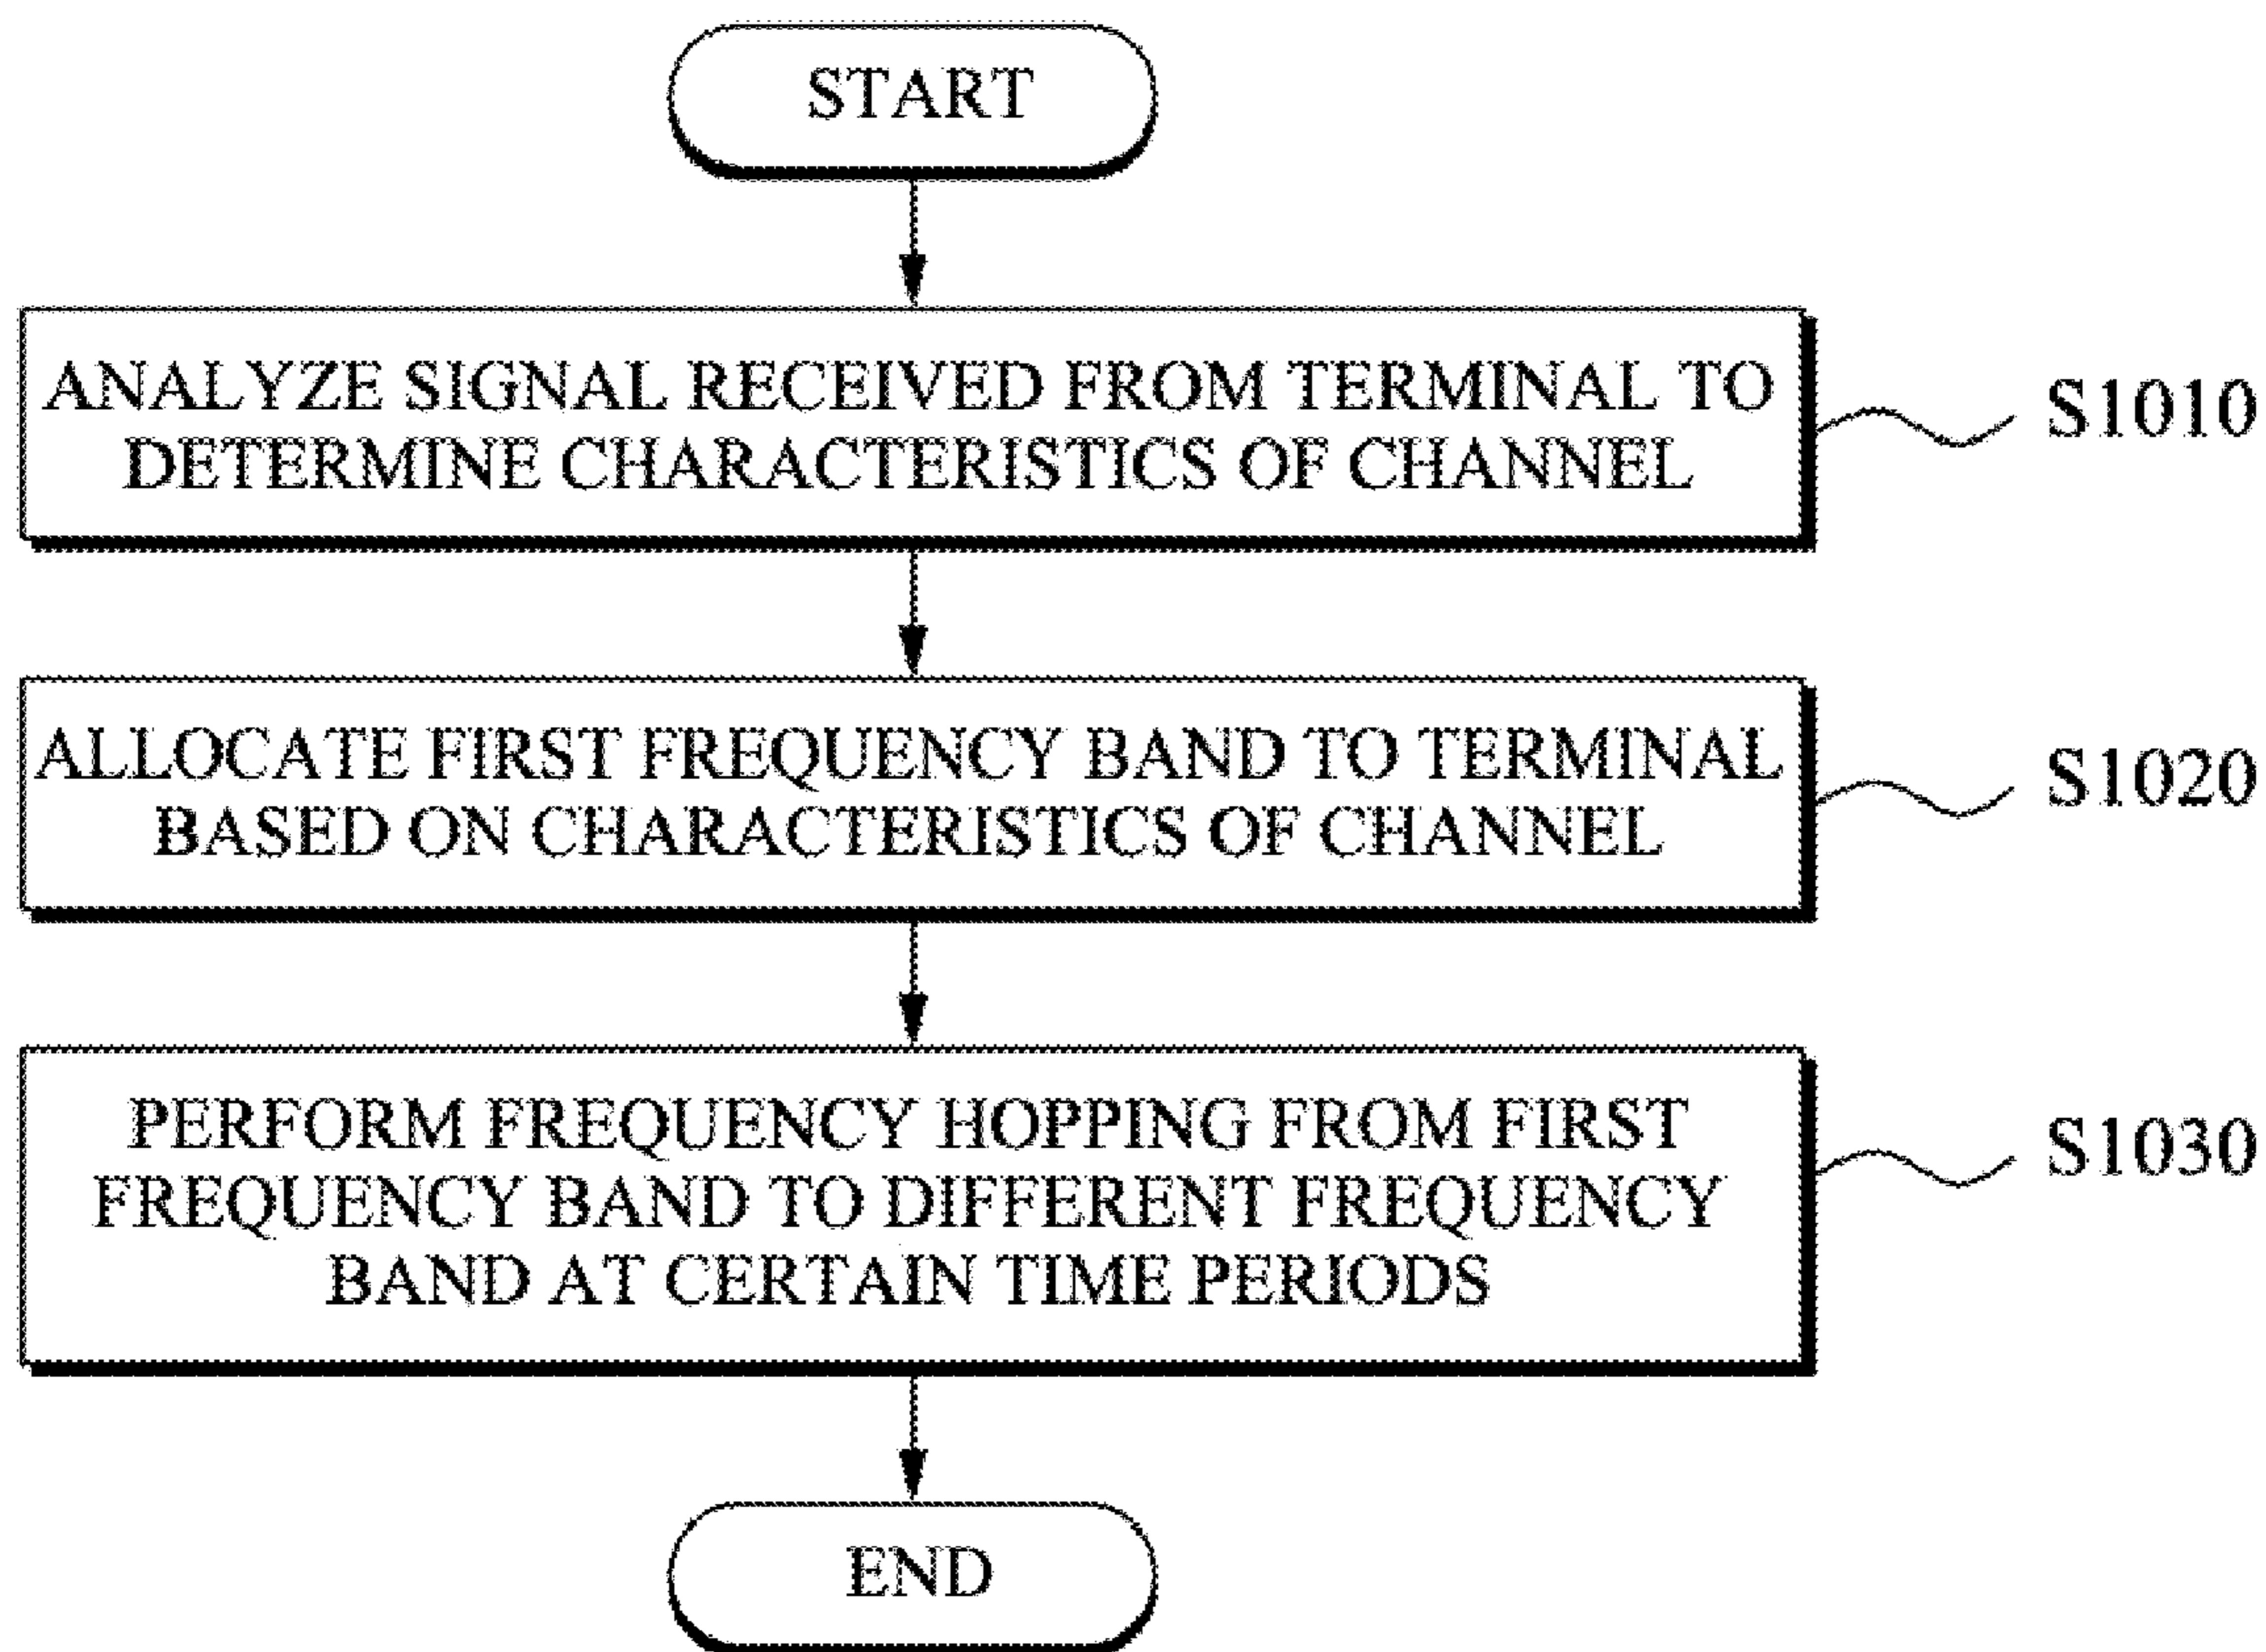 START
ANALYZE SIGNAL RECEIVED FROM TERMINAL TO
DETERMINE CHARACTERISTICS OF CHANNEL
S1010
ALLOCATE FIRST FREQUENCY BAND TO TERMINAL
BASED ON CHARACTERISTICS OF CHANNEL
S1020
PERFORM FREQUENCY HOPPING FROM FIRST
FREQUENCY BAND TO DIFFERENT FREQUENCY
BAND AT CERTAIN TIME PERIODS
S1030
END